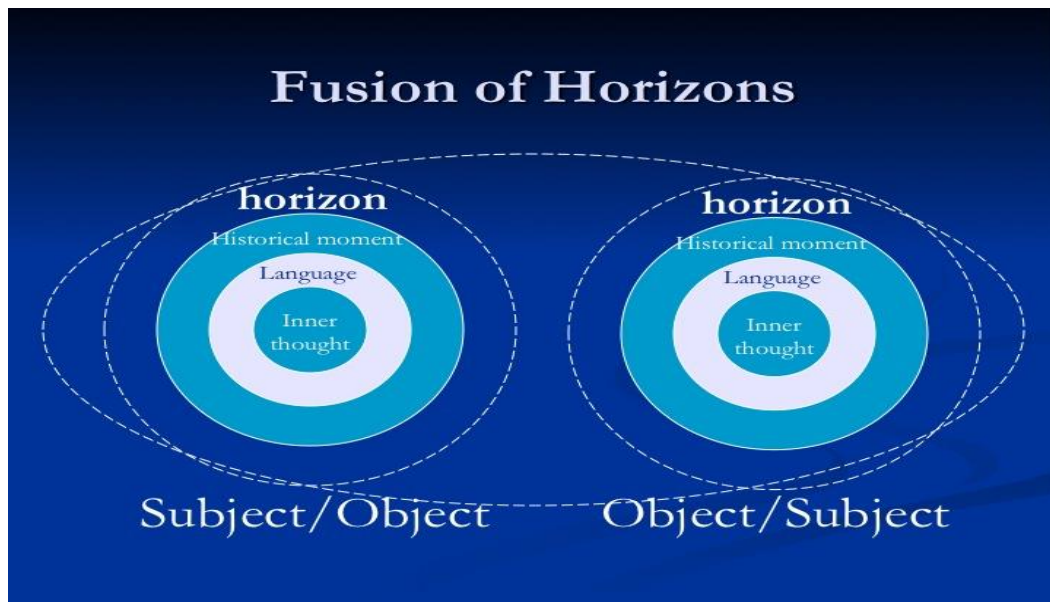 Fusion of Horizons
horizon
Historical moment
Language
Inner
thought
Subject/Object
horizon
Historical moment
Language
Inner
thought
Object/Subject